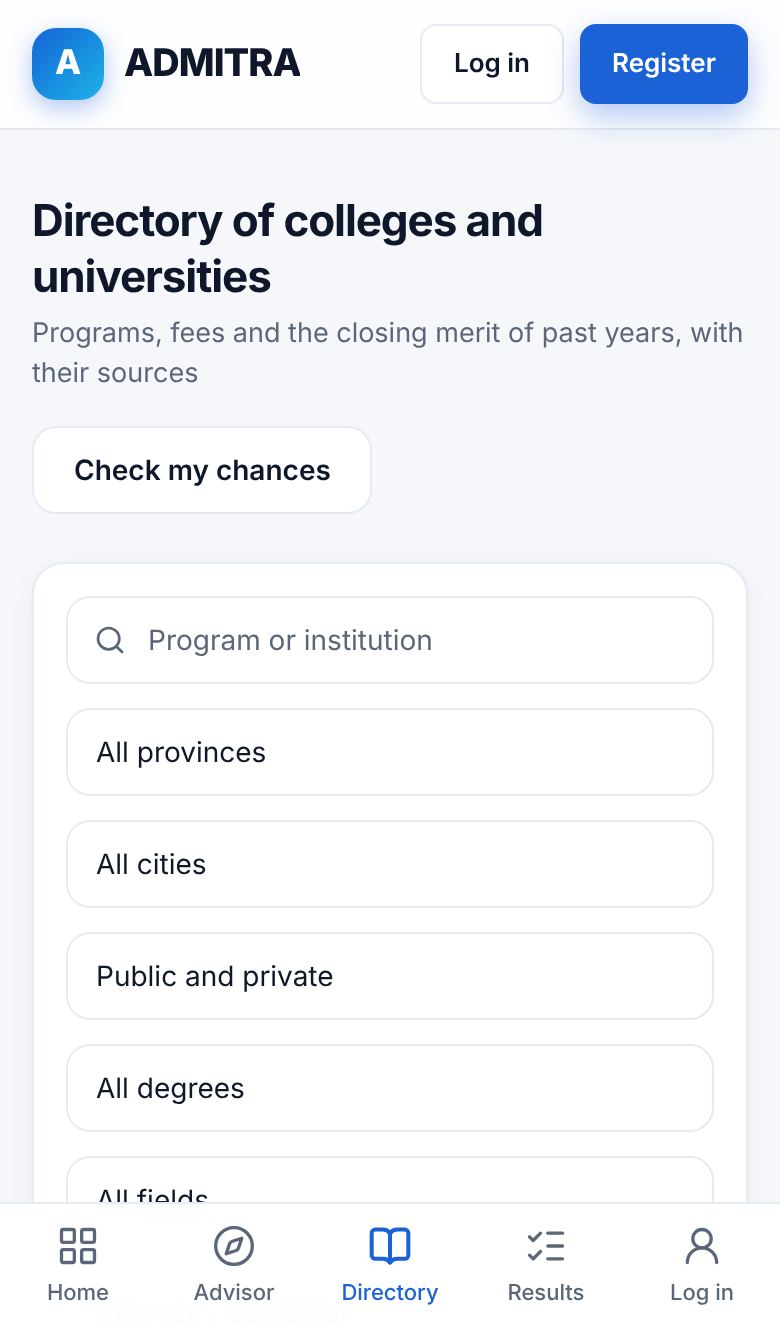 A ADMITRA Log in Register
Directory of colleges and
universities
Programs, fees and the closing merit of past years, with
their sources
Check my chances
Program or institution
All provinces
All cities
Public and private
All degrees
All fields
Home Advisor Directory Results Log in